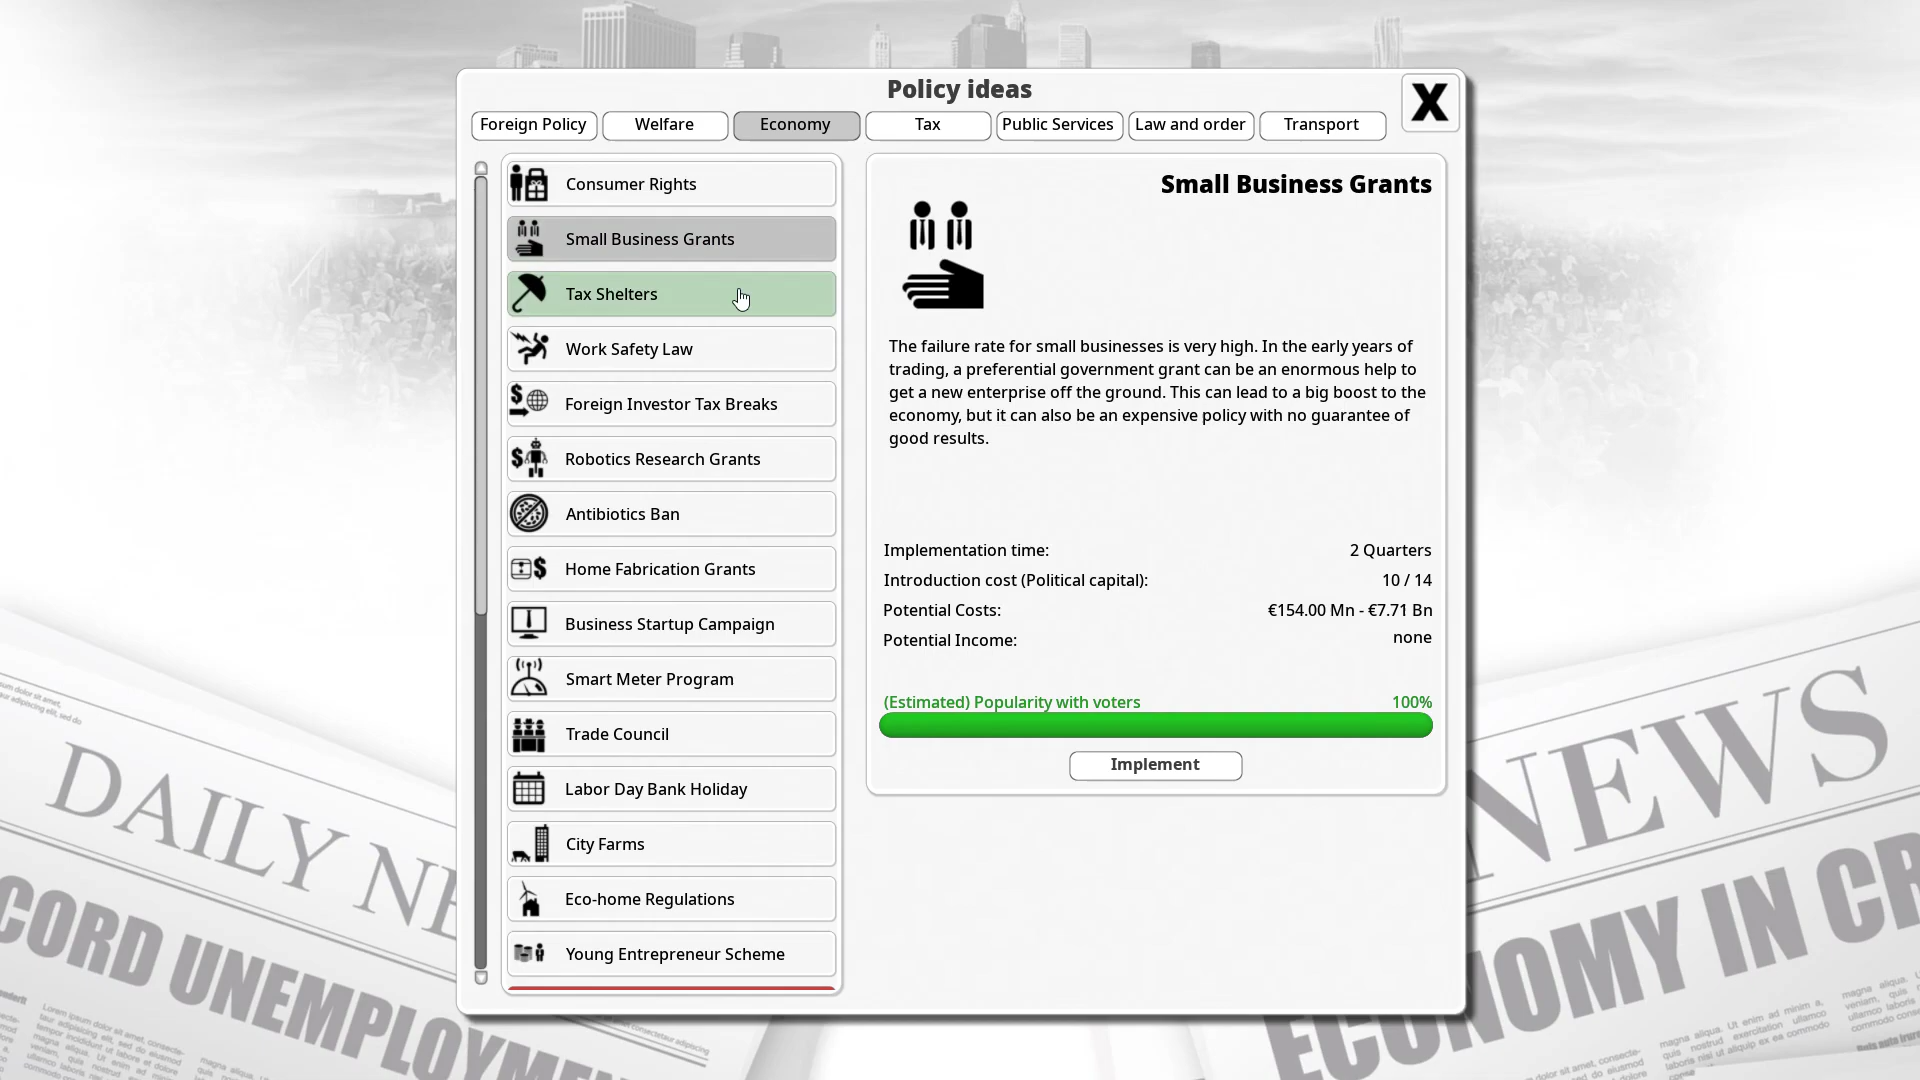 Policy ideas
X
Foreign Policy
Welfare
Economy
Tax
Public Services
Law and order
Transport
Consumer Rights
Small Business Grants
Tax Shelters
Work Safety Law
Foreign Investor Tax Breaks
Robotics Research Grants
Antibiotics Ban
Home Fabrication Grants
Business Startup Campaign
Smart Meter Program
Trade Council
Labor Day Bank Holiday
City Farms
Eco-home Regulations
Young Entrepreneur Scheme
Small Business Grants
The failure rate for small businesses is very high. In the early years of
trading, a preferential government grant can be an enormous help to
get a new enterprise off the ground. This can lead to a big boost to the
economy, but it can also be an expensive policy with no guarantee of
good results.
Implementation time: 2 Quarters
Introduction cost (Political capital): 10 / 14
Potential Costs: €154.00 Mn - €7.71 Bn
Potential Income: none
(Estimated) Popularity with voters 100%
Implement
DAILY NE
CORD UNEMPLOYME
NEWS
ECONOMY IN CR